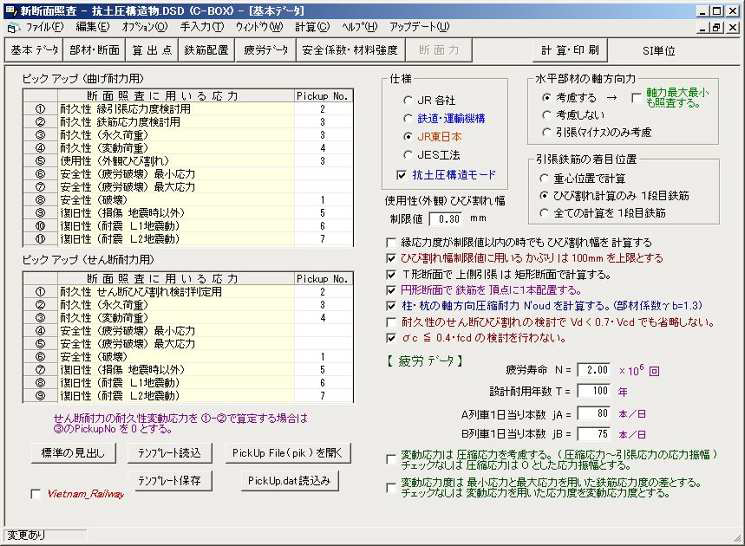 新断面照査 - 抗土圧構造物.DSD (C-BOX) - [基本ﾃﾞｰﾀ]
ﾌｧｲﾙ(F) 編集(E) ｵﾌﾟｼｮﾝ(O) 手入力(T) ｳｨﾝﾄﾞｳ(W) 計算(C) ﾍﾙﾌﾟ(H) アップデート(U)
基本 ﾃﾞｰﾀ 部材・断面 算 出 点 鉄筋配置 疲労ﾃﾞｰﾀ 安全係数・材料強度 断 面 力 計 算・印 刷 SI単位
ピック アップ (曲げ耐力用)
断 面 照 査 に 用 い る 応 力 Pickup No.
① 耐久性 縁引張応力度検討用 2
② 耐久性 鉄筋応力度検討用 3
③ 耐久性 (永久荷重) 3
④ 耐久性 (変動荷重) 4
⑤ 使用性 (外観ひび割れ) 3
⑥ 安全性 (疲労破壊) 最小応力
⑦ 安全性 (疲労破壊) 最大応力
⑧ 安全性 (破壊) 1
⑨ 復旧性 (損傷 地震時以外) 5
⑩ 復旧性 (耐震 L1地震動) 6
⑪ 復旧性 (耐震 L2地震動) 7
ピック アップ (せん断耐力用)
断 面 照 査 に 用 い る 応 力 Pickup No.
① 耐久性 せん断ひび割れ検討判定用 2
② 耐久性 (永久荷重) 3
③ 耐久性 (変動荷重) 4
④ 安全性 (疲労破壊) 最小応力
⑤ 安全性 (疲労破壊) 最大応力
⑥ 安全性 (破壊) 1
⑦ 復旧性 (損傷 地震時以外) 5
⑧ 復旧性 (耐震 L1地震動) 6
⑨ 復旧性 (耐震 L2地震動) 7
せん断耐力の耐久性変動応力を ①-②で算定する場合は
③のPickupNo を 0 とする。
標準の見出し ﾃﾝﾌﾟﾚｰﾄ読込 PickUp File(pik) を開く
ﾃﾝﾌﾟﾚｰﾄ保存 PickUp.dat読込み
Vietnam_Railway
仕様
JR 各社
鉄道・運輸機構
JR東日本
JES工法
抗土圧構造モード
使用性(外観)ひび割れ幅
制限値 0.30 mm
水平部材の軸方向力
考慮する → 軸力最大最小も照査する。
考慮しない
引張(ﾏｲﾅｽ)のみ考慮
引張鉄筋の着目位置
重心位置で計算
ひび割れ計算のみ 1段目鉄筋
全ての計算を 1段目鉄筋
縁応力度が制限値以内の時でも ひび割れ幅を 計算する
ひび割れ幅制限値に用いる かぶり は 100mm を上限とする
T形断面で 上側引張 は 矩形断面で計算する。
円形断面で 鉄筋を 頂点に1本配置する。
柱・杭の軸方向圧縮耐力 N'oud を計算する。(部材係数γb=1.3)
耐久性のせん断ひび割れの検討で Vd < 0.7・Vcd でも省略しない。
σc ≦ 0.4・fcd の検討を行わない。
【 疲労 ﾃﾞｰﾀ 】
疲労寿命 N = 2.00 ×10⁶ 回
設計耐用年数 T = 100 年
A列車1日当り本数 jA = 80 本/日
B列車1日当り本数 jB = 75 本/日
変動応力は 圧縮応力を考慮する。( 圧縮応力～引張応力の応力振幅 )
チェックなしは 圧縮応力は 0 とした応力振幅とする。
変動応力度は 最小応力と最大応力を用いた鉄筋応力度の差とする。
チェックなしは 変動応力を用いた応力度を変動応力度とする。
変更あり